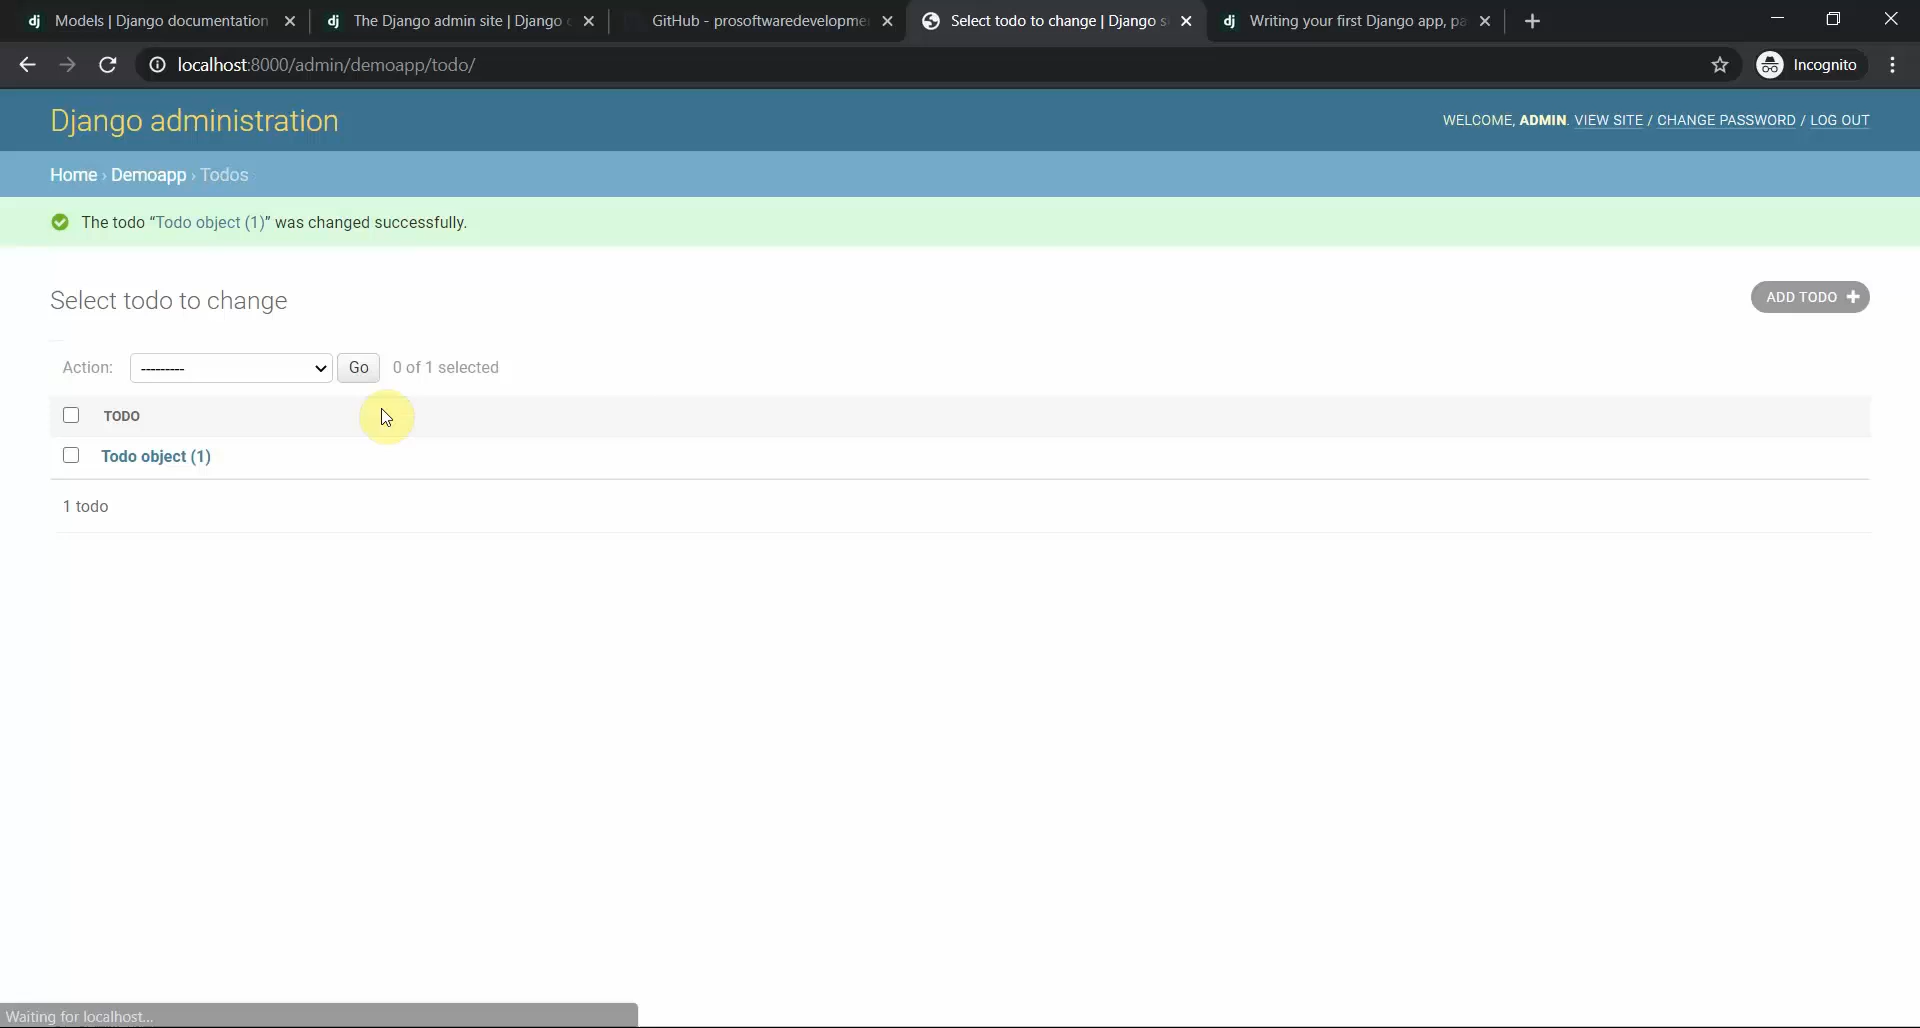 Models | Django documentation
The Django admin site | Django
GitHub - prosoftwaredevelopme
Select todo to change | Django s
Writing your first Django app, pa
localhost:8000/admin/demoapp/todo/
Incognito
Django administration
WELCOME, ADMIN. VIEW SITE / CHANGE PASSWORD / LOG OUT
Home › Demoapp › Todos
The todo “Todo object (1)” was changed successfully.
Select todo to change
ADD TODO +
Action: --------- Go 0 of 1 selected
TODO
Todo object (1)
1 todo
Waiting for localhost...